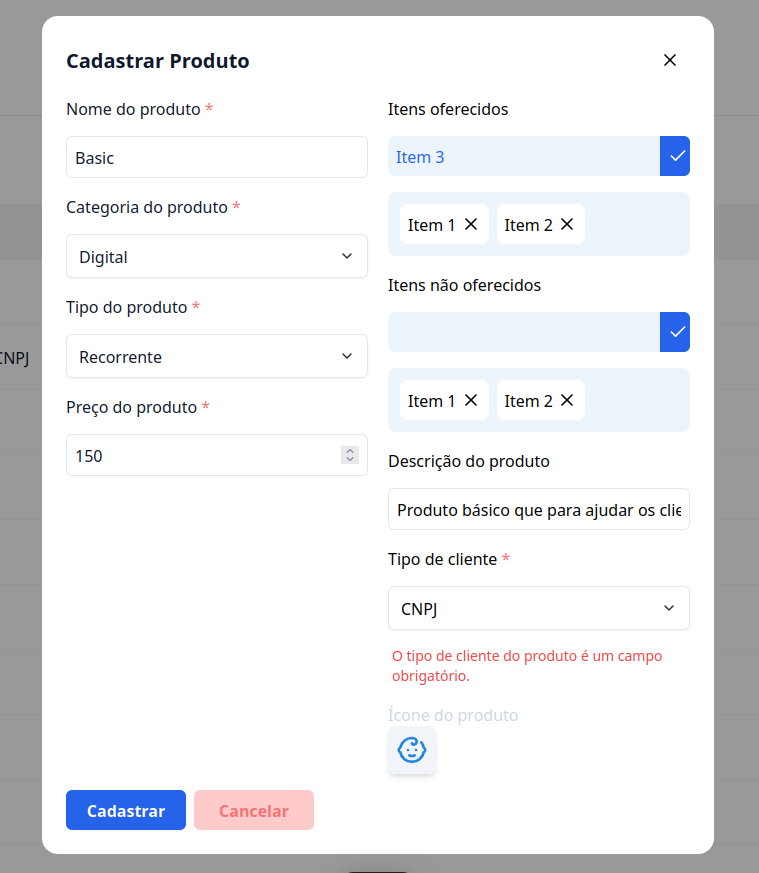 Cadastrar Produto
Nome do produto *
Basic
Categoria do produto *
Digital
Tipo do produto *
Recorrente
Preço do produto *
150
Itens oferecidos
Item 3
Item 1
Item 2
Itens não oferecidos
Item 1
Item 2
Descrição do produto
Produto básico que para ajudar os clie
Tipo de cliente *
CNPJ
O tipo de cliente do produto é um campo
obrigatório.
Ícone do produto
Cadastrar
Cancelar
CNPJ